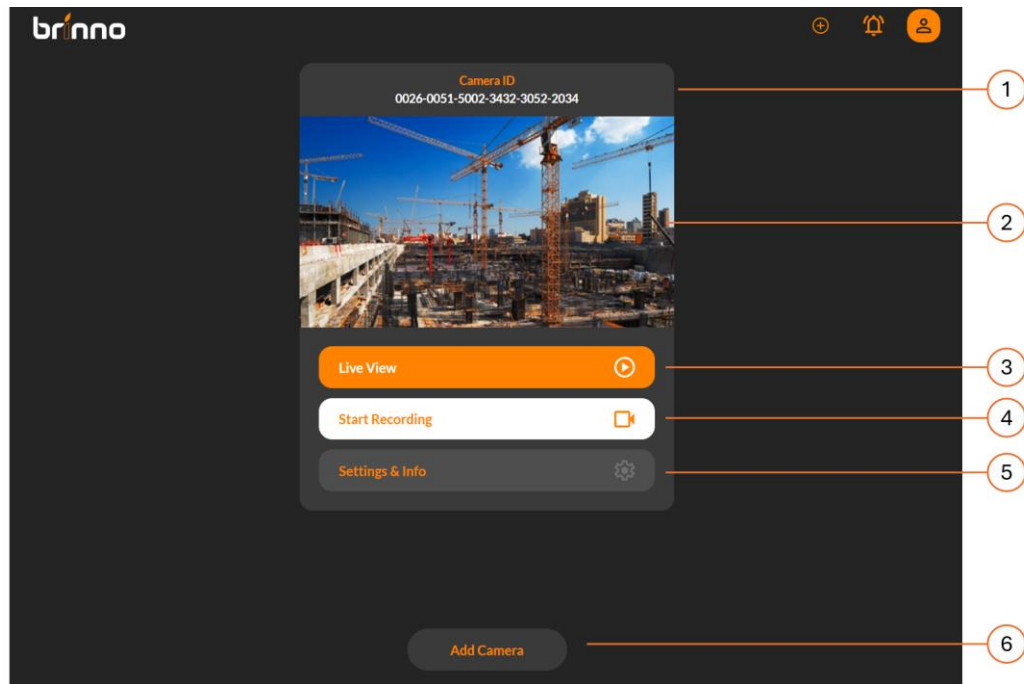 brinno
Camera ID
0026-0051-5002-3432-3052-2034
1
2
Live View
3
Start Recording
4
Settings & Info
5
Add Camera
6